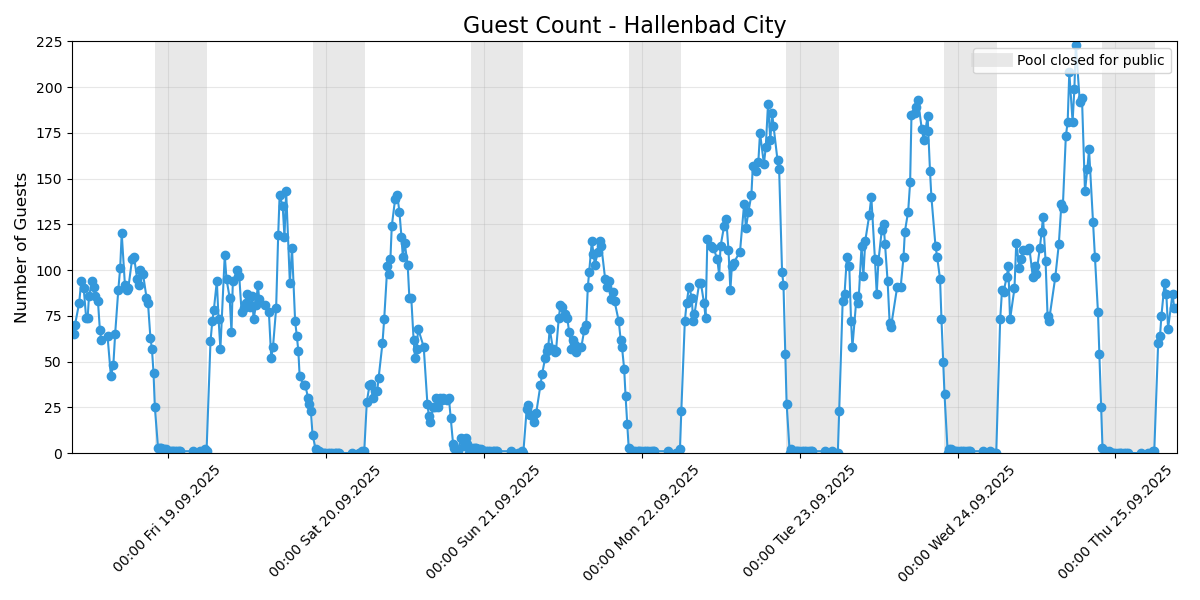 Guest Count - Hallenbad City
Number of Guests
225
200
175
150
125
100
75
50
25
0
Pool closed for public
00:00 Fri 19.09.2025
00:00 Sat 20.09.2025
00:00 Sun 21.09.2025
00:00 Mon 22.09.2025
00:00 Tue 23.09.2025
00:00 Wed 24.09.2025
00:00 Thu 25.09.2025